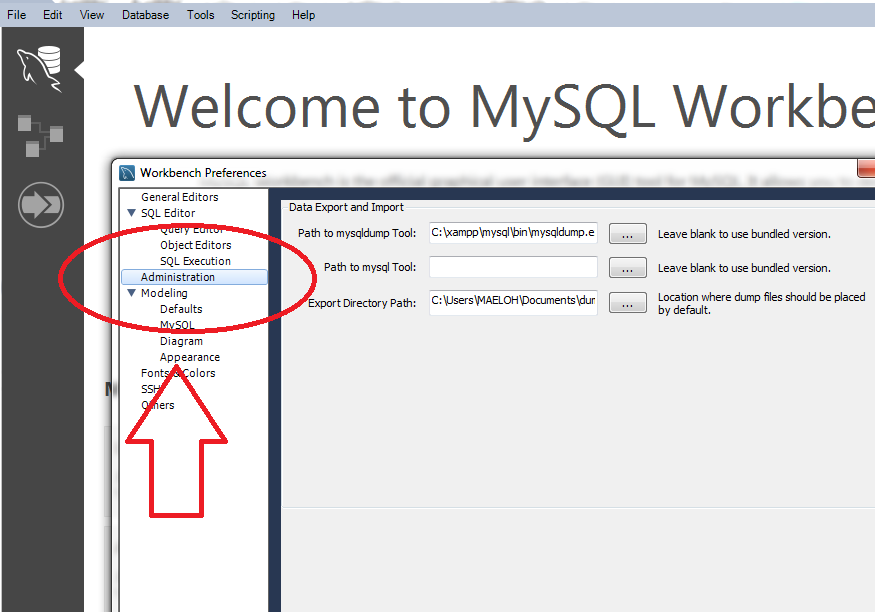 File Edit View Database Tools Scripting Help
Welcome to MySQL Workbe
Workbench Preferences
General Editors
SQL Editor
Query Editor
Object Editors
SQL Execution
Administration
Modeling
Defaults
MySQL
Diagram
Appearance
Fonts & Colors
SSH
Others
Data Export and Import
Path to mysqldump Tool: C:\xampp\mysql\bin\mysqldump.e ... Leave blank to use bundled version.
Path to mysql Tool: ... Leave blank to use bundled version.
Export Directory Path: C:\Users\MAELOH\Documents\dur ... Location where dump files should be placed
by default.